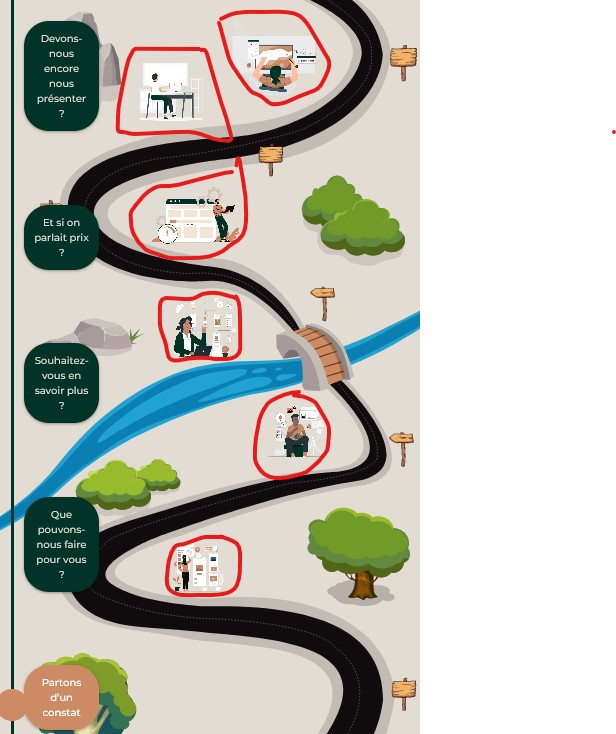 Devons-
nous
encore
nous
présenter
?
Et si on
parlait prix
?
Souhaitez-
vous en
savoir plus
?
Que
pouvons-
nous faire
pour vous
?
Partons
d'un
constat